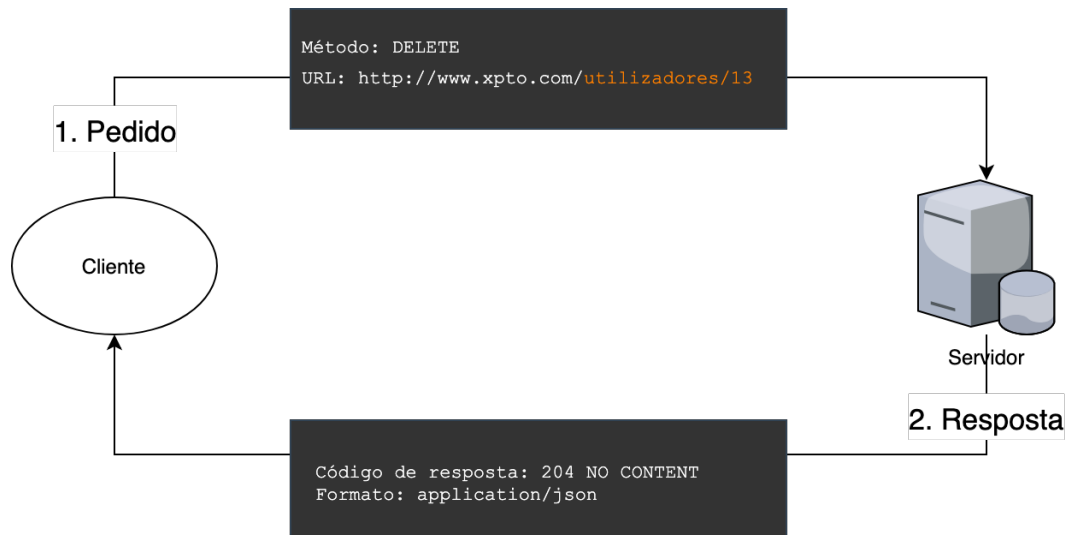 Método: DELETE
URL: http://www.xpto.com/utilizadores/13
1. Pedido
Cliente
Servidor
2. Resposta
Código de resposta: 204 NO CONTENT
Formato: application/json